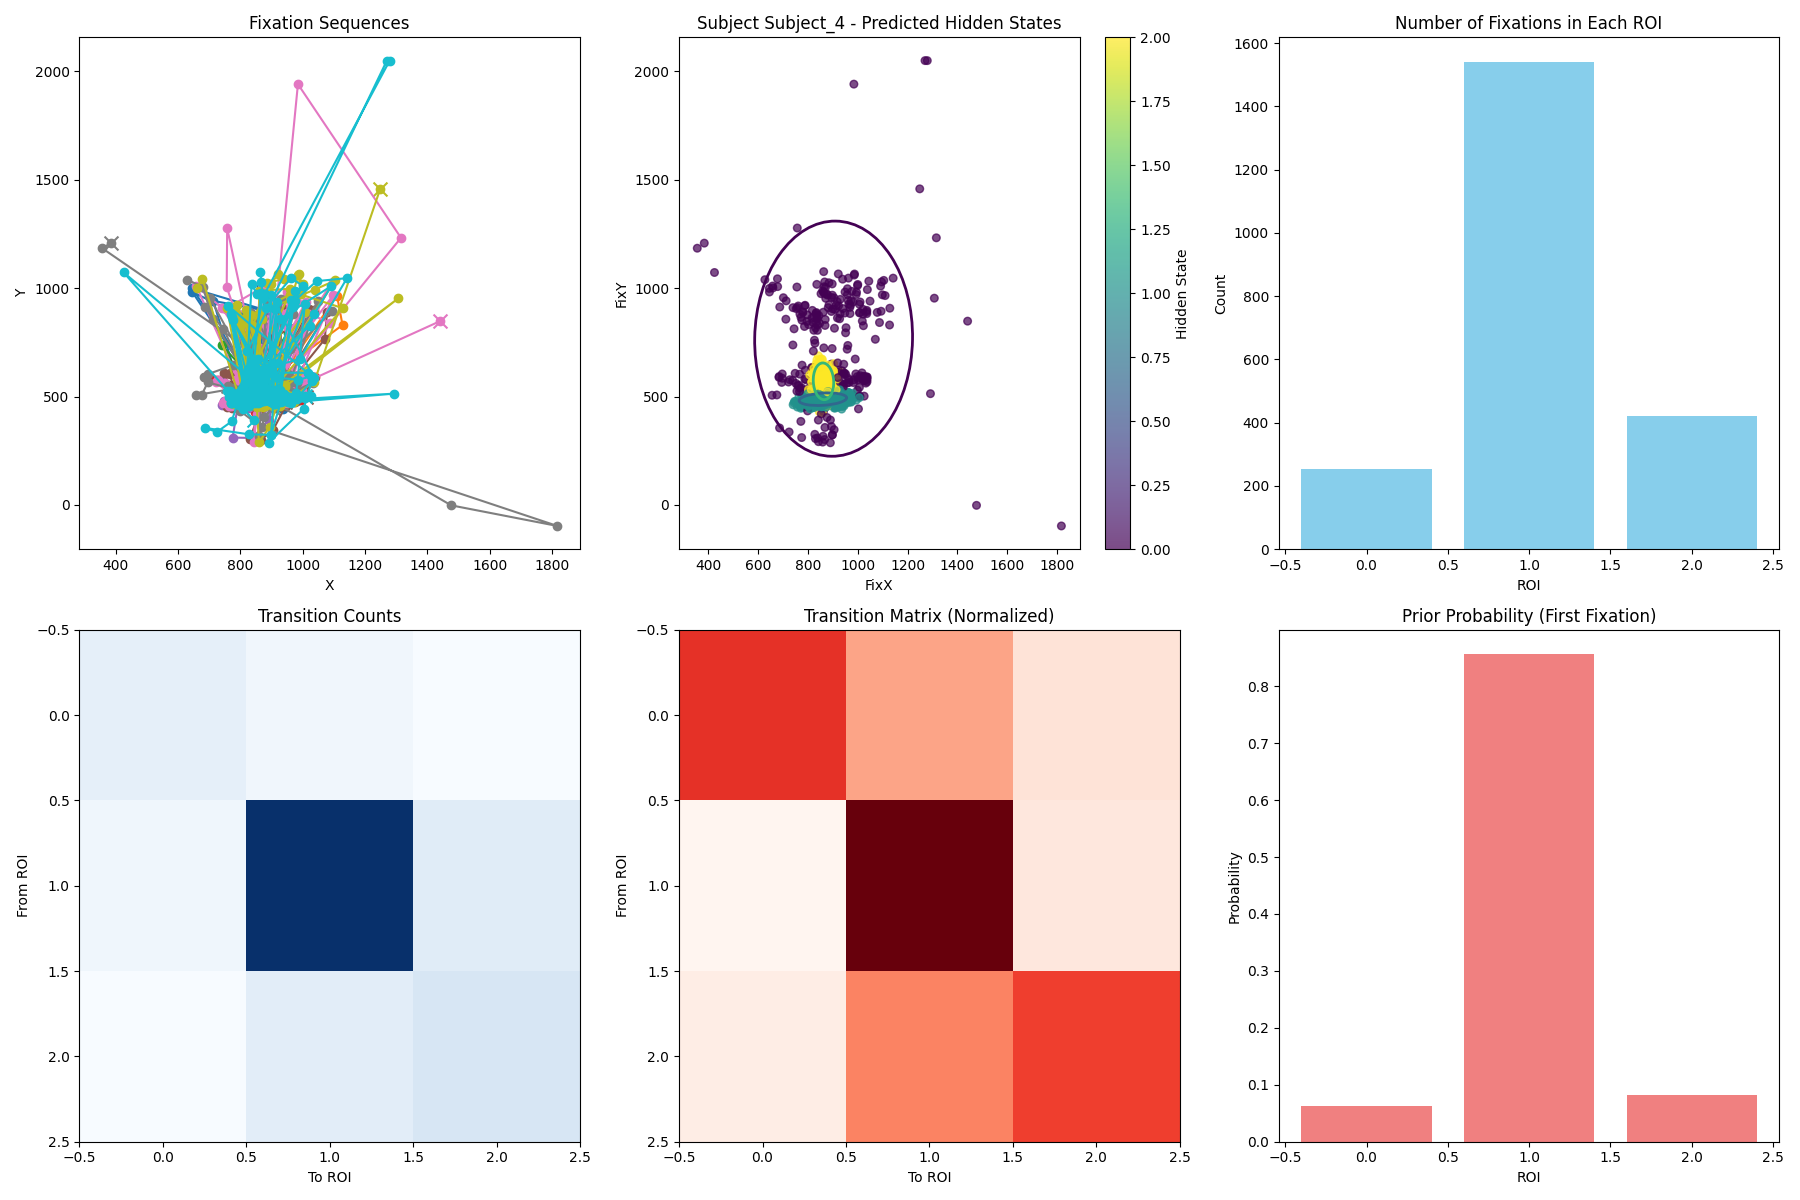 Fixation Sequences
2000
1500
1000
500
0
Y
400 600 800 1000 1200 1400 1600 1800
X
Subject Subject_4 - Predicted Hidden States
2000
1500
1000
500
0
FixY
400 600 800 1000 1200 1400 1600 1800
FixX
2.00
1.75
1.50
1.25
1.00
0.75
0.50
0.25
0.00
Hidden State
Number of Fixations in Each ROI
1600
1400
1200
1000
800
600
400
200
0
Count
−0.5 0.0 0.5 1.0 1.5 2.0 2.5
ROI
Transition Counts
−0.5
0.0
0.5
1.0
1.5
2.0
2.5
From ROI
−0.5 0.0 0.5 1.0 1.5 2.0 2.5
To ROI
Transition Matrix (Normalized)
−0.5
0.0
0.5
1.0
1.5
2.0
2.5
From ROI
−0.5 0.0 0.5 1.0 1.5 2.0 2.5
To ROI
Prior Probability (First Fixation)
0.8
0.7
0.6
0.5
0.4
0.3
0.2
0.1
0.0
Probability
−0.5 0.0 0.5 1.0 1.5 2.0 2.5
ROI